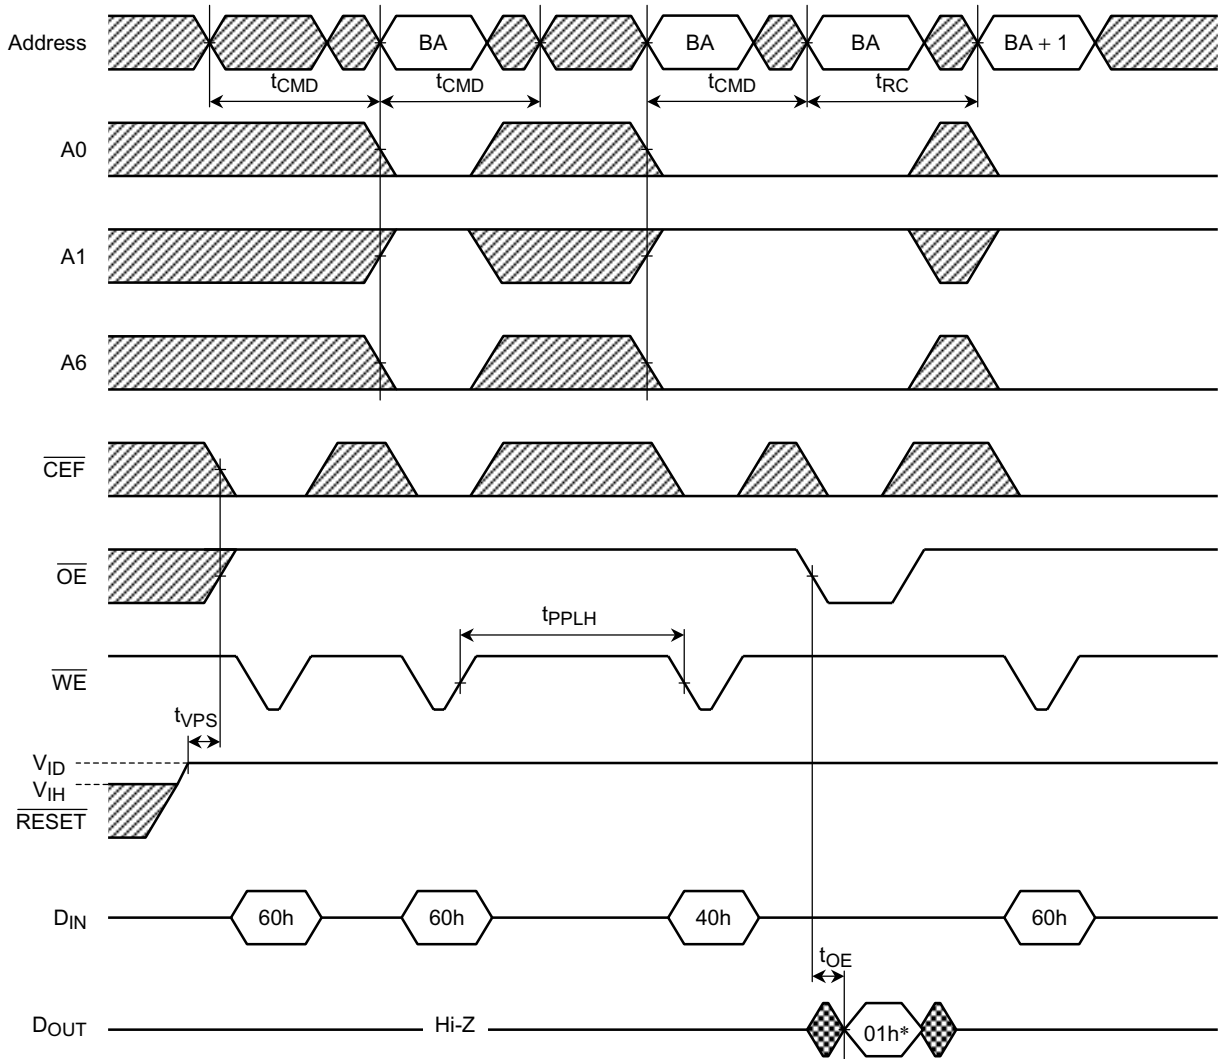 Address BA BA BA BA + 1
tCMD tCMD tCMD tRC
A0
A1
A6
CEF
OE
tPPLH
WE
tVPS
VID
VIH
RESET
DIN 60h 60h 40h 60h
tOE
DOUT Hi-Z 01h*